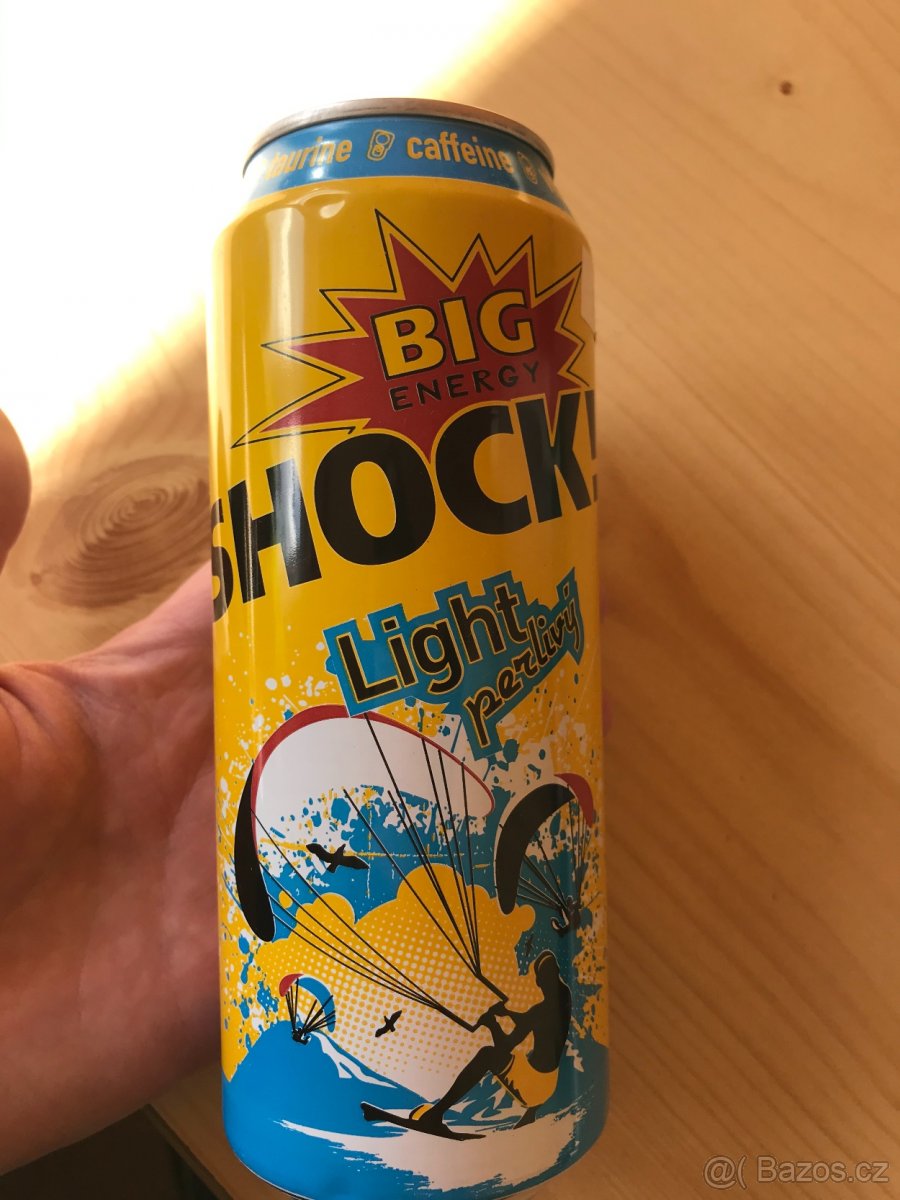 taurine caffeine
BIG
ENERGY
SHOCK!
Light
perlivý
@( Bazos.cz